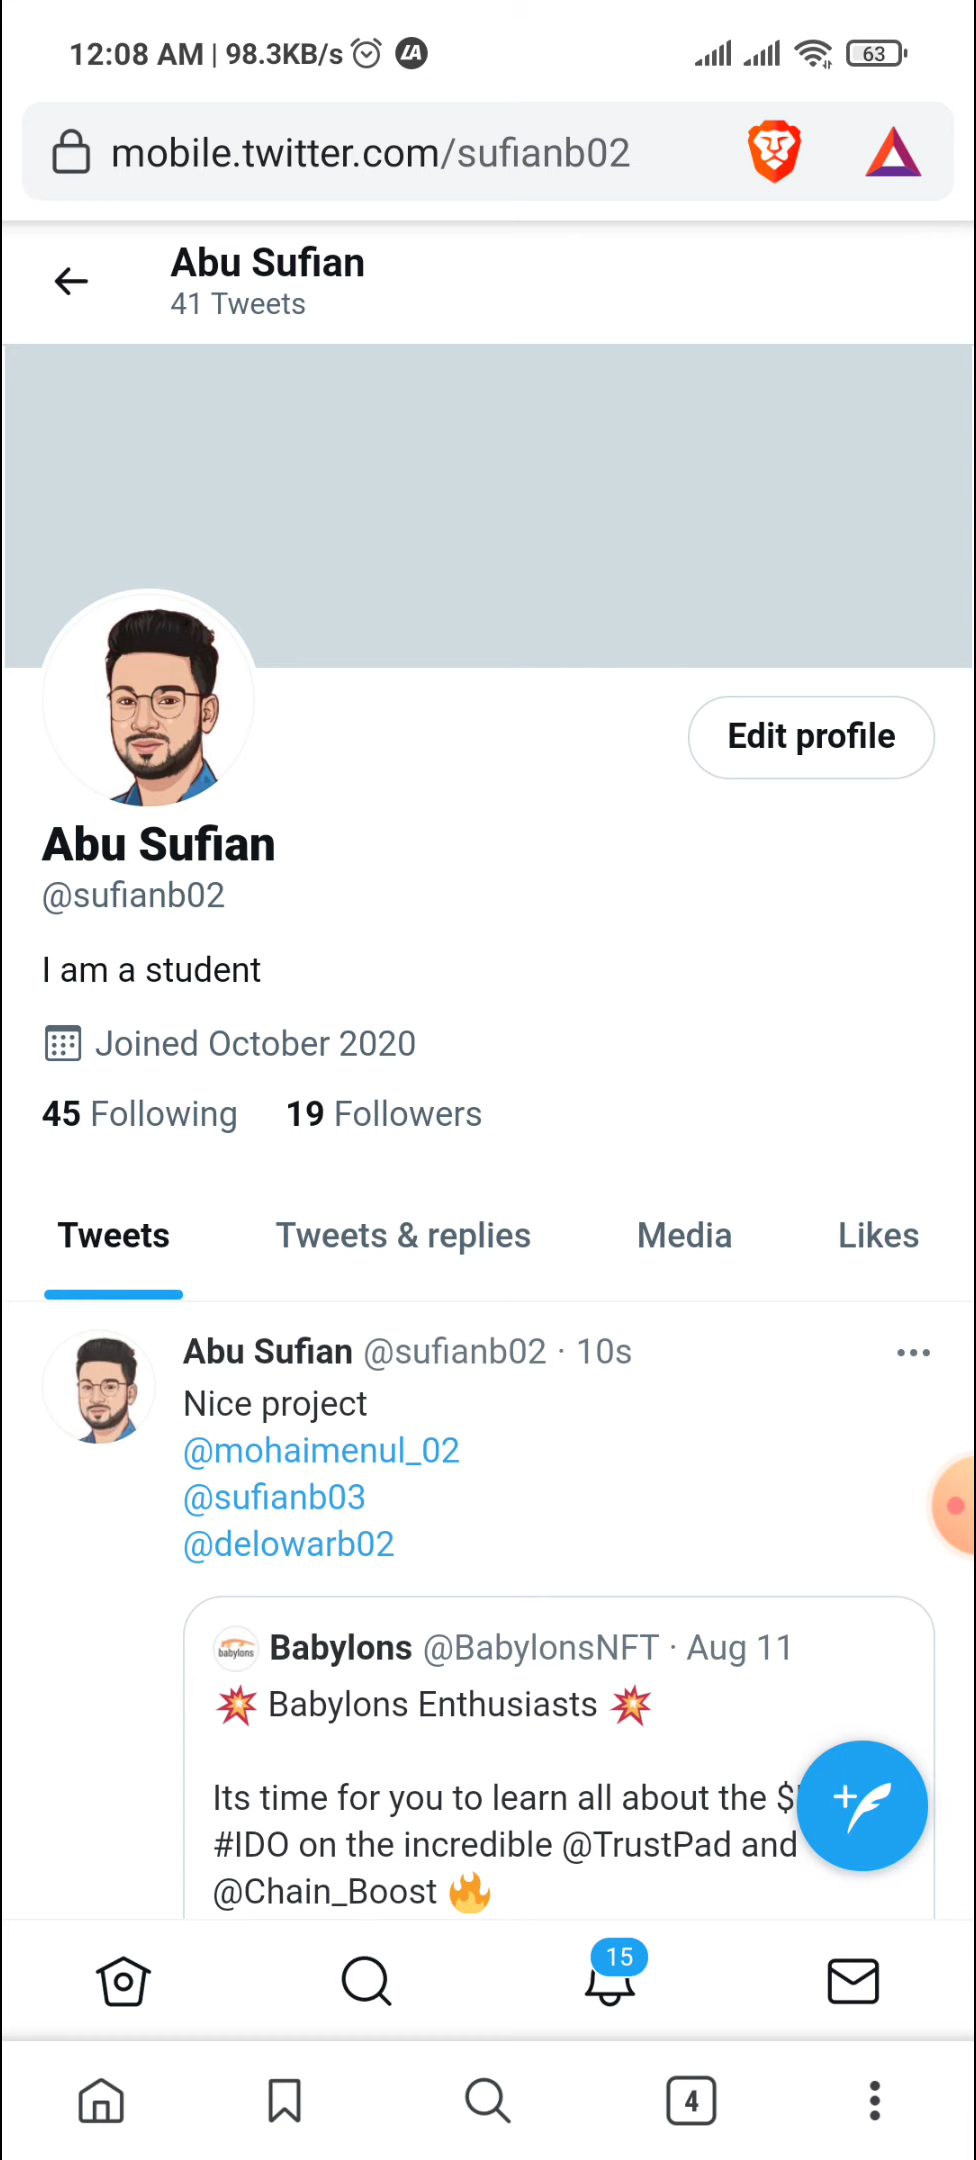 12:08 AM | 98.3KB/s
63
mobile.twitter.com/sufianb02
Abu Sufian
41 Tweets
Edit profile
Abu Sufian
@sufianb02
I am a student
Joined October 2020
45 Following 19 Followers
Tweets Tweets & replies Media Likes
Abu Sufian @sufianb02 · 10s
Nice project
@mohaimenul_02
@sufianb03
@delowarb02
babylons
Babylons @BabylonsNFT · Aug 11
💥 Babylons Enthusiasts 💥
Its time for you to learn all about the $
#IDO on the incredible @TrustPad and
@Chain_Boost 🔥
15
4